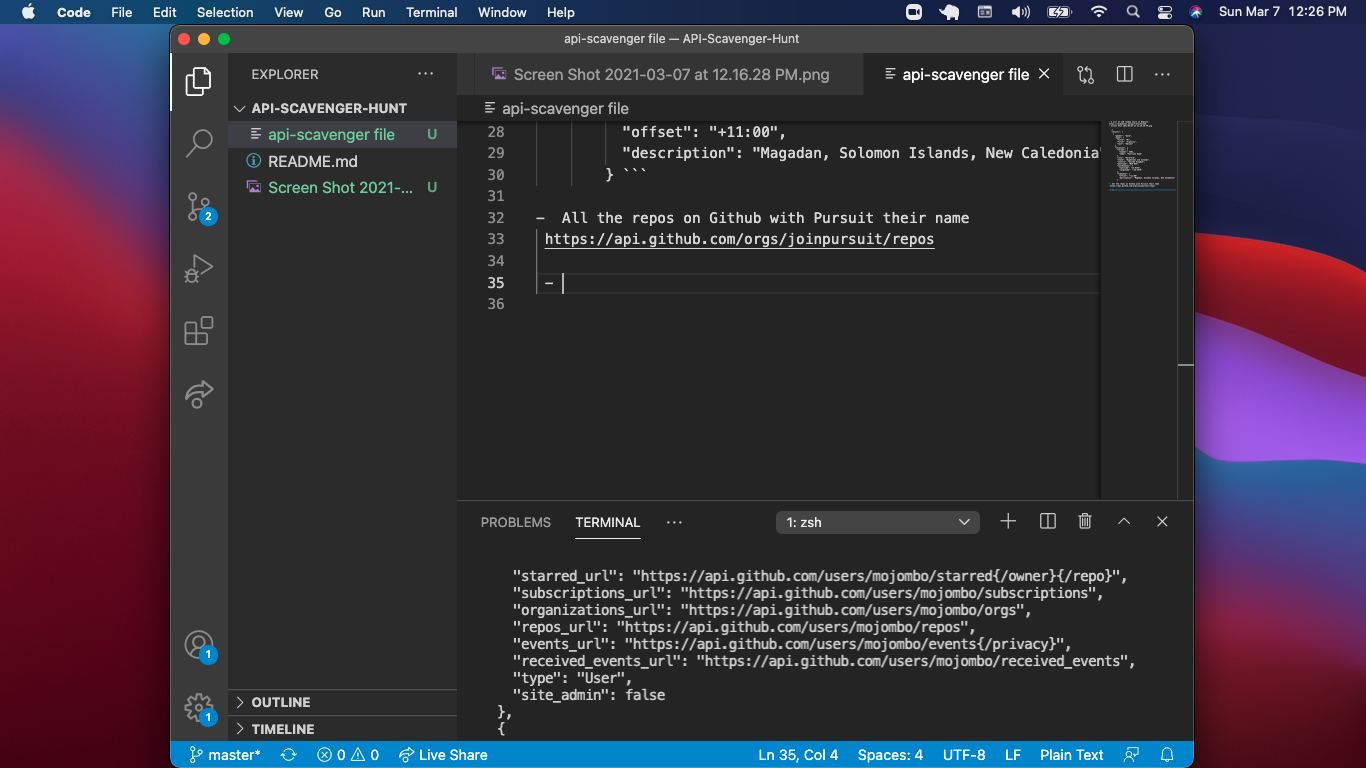 Code File Edit Selection View Go Run Terminal Window Help Sun Mar 7 12:26 PM
api-scavenger file — API-Scavenger-Hunt
EXPLORER
Screen Shot 2021-03-07 at 12.16.28 PM.png
api-scavenger file
API-SCAVENGER-HUNT
api-scavenger file U
README.md
Screen Shot 2021-... U
2
api-scavenger file
28 "offset": "+11:00",
29 "description": "Magadan, Solomon Islands, New Caledonia"
30 } ```
31
32 - All the repos on Github with Pursuit their name
33 https://api.github.com/orgs/joinpursuit/repos
34
35 -
36
PROBLEMS TERMINAL 1: zsh
"starred_url": "https://api.github.com/users/mojombo/starred{/owner}{/repo}",
"subscriptions_url": "https://api.github.com/users/mojombo/subscriptions",
"organizations_url": "https://api.github.com/users/mojombo/orgs",
"repos_url": "https://api.github.com/users/mojombo/repos",
"events_url": "https://api.github.com/users/mojombo/events{/privacy}",
"received_events_url": "https://api.github.com/users/mojombo/received_events",
"type": "User",
"site_admin": false
},
{
1
1
OUTLINE
TIMELINE
master* 0 0 Live Share Ln 35, Col 4 Spaces: 4 UTF-8 LF Plain Text